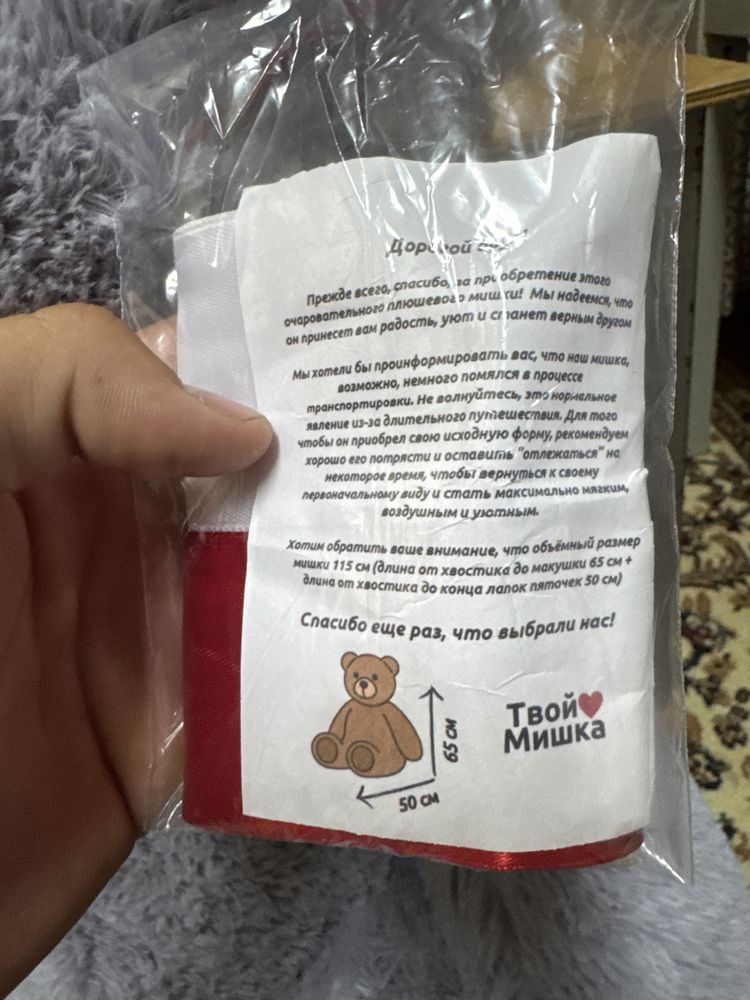 Дорогой
Прежде всего, спасибо, за приобретение этого
очаровательного плюшевого мишки! Мы надеемся, что
он принесет вам радость, уют и станет верным другом
Мы хотели бы проинформировать вас, что наш мишка,
возможно, немного помялся в процессе
транспортировки. Не волнуйтесь, это нормальное
явление из-за длительного путешествия. Для того
чтобы он приобрел свою исходную форму, рекомендуем
хорошо его потрясти и оставить "отлежаться" на
некоторое время, чтобы вернуться к своему
первоначальному виду и стать максимально мягким,
воздушным и уютным.
Хотим обратить ваше внимание, что объёмный размер
мишки 115 см (длина от хвостика до макушки 65 см +
длина от хвостика до конца лапок пяточек 50 см)
Спасибо еще раз, что выбрали нас!
65 см
50 см
Твой
Мишка